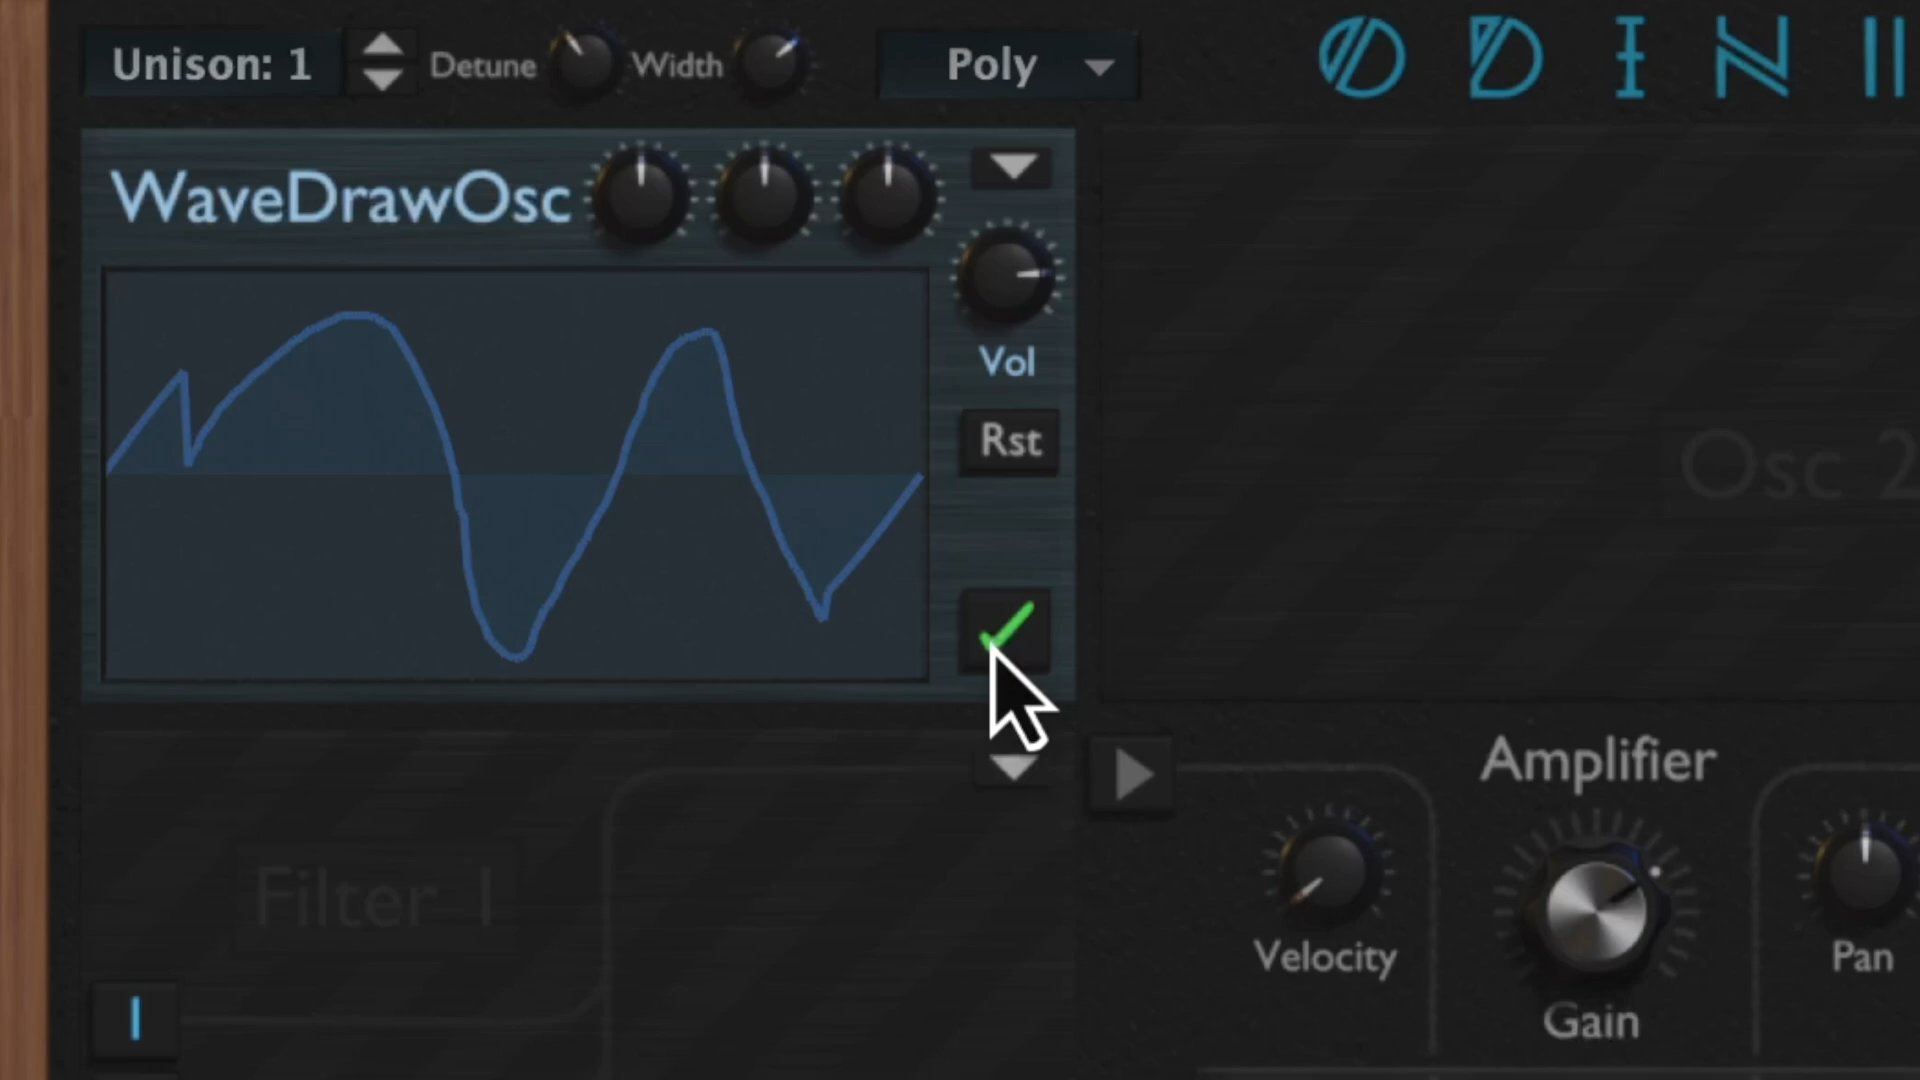 Unison: 1
Detune
Width
Poly
ODIN II
WaveDrawOsc
Vol
Rst
Osc 2
Amplifier
Filter 1
Velocity
Pan
Gain